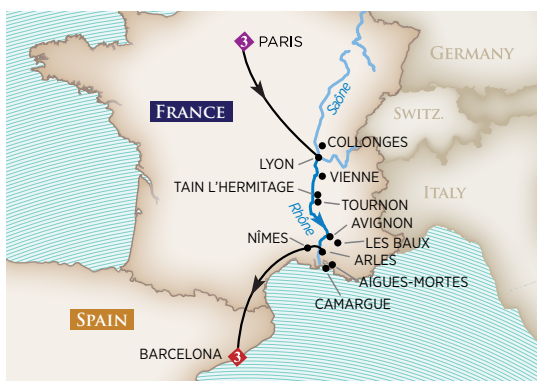 3 PARIS
GERMANY
Saône
FRANCE
SWITZ.
COLLONGES
LYON
VIENNE
TAIN L'HERMITAGE
ITALY
TOURNON
Rhône
AVIGNON
NÎMES
LES BAUX
ARLES
AIGUES-MORTES
CAMARGUE
SPAIN
BARCELONA 3